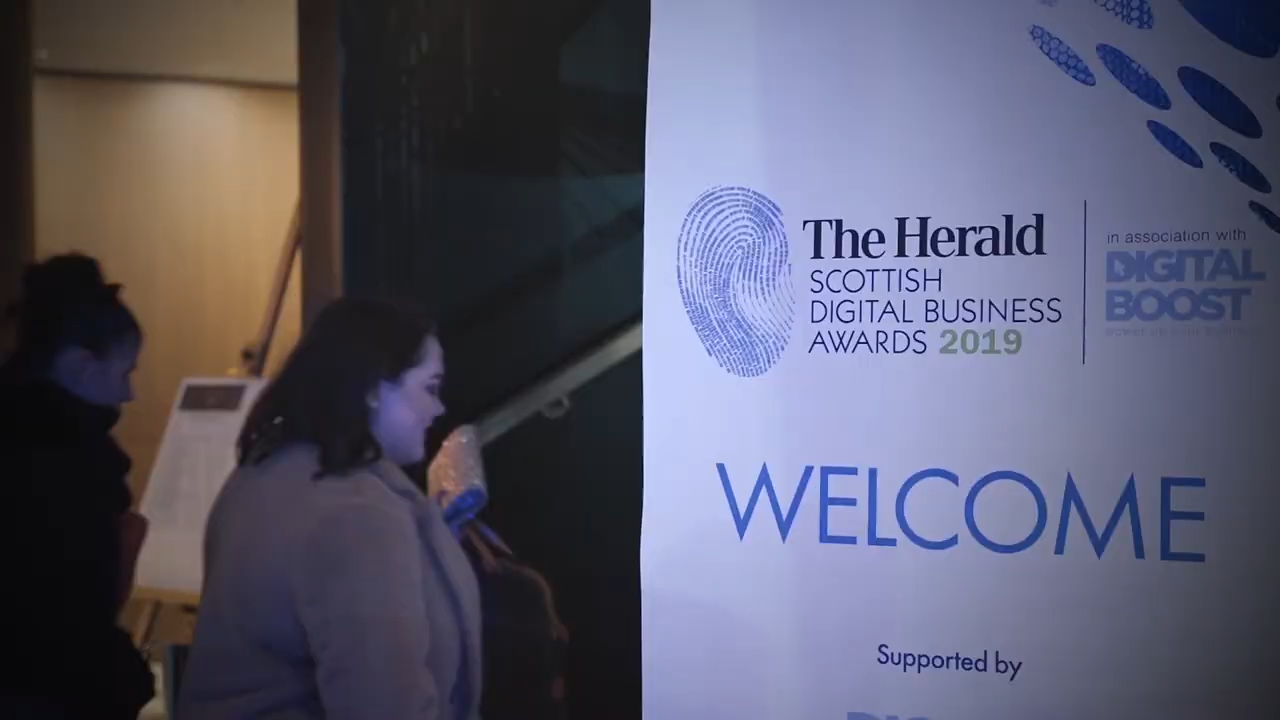 The Herald
SCOTTISH
DIGITAL BUSINESS
AWARDS 2019
in association with
DIGITAL
BOOST
WELCOME
Supported by